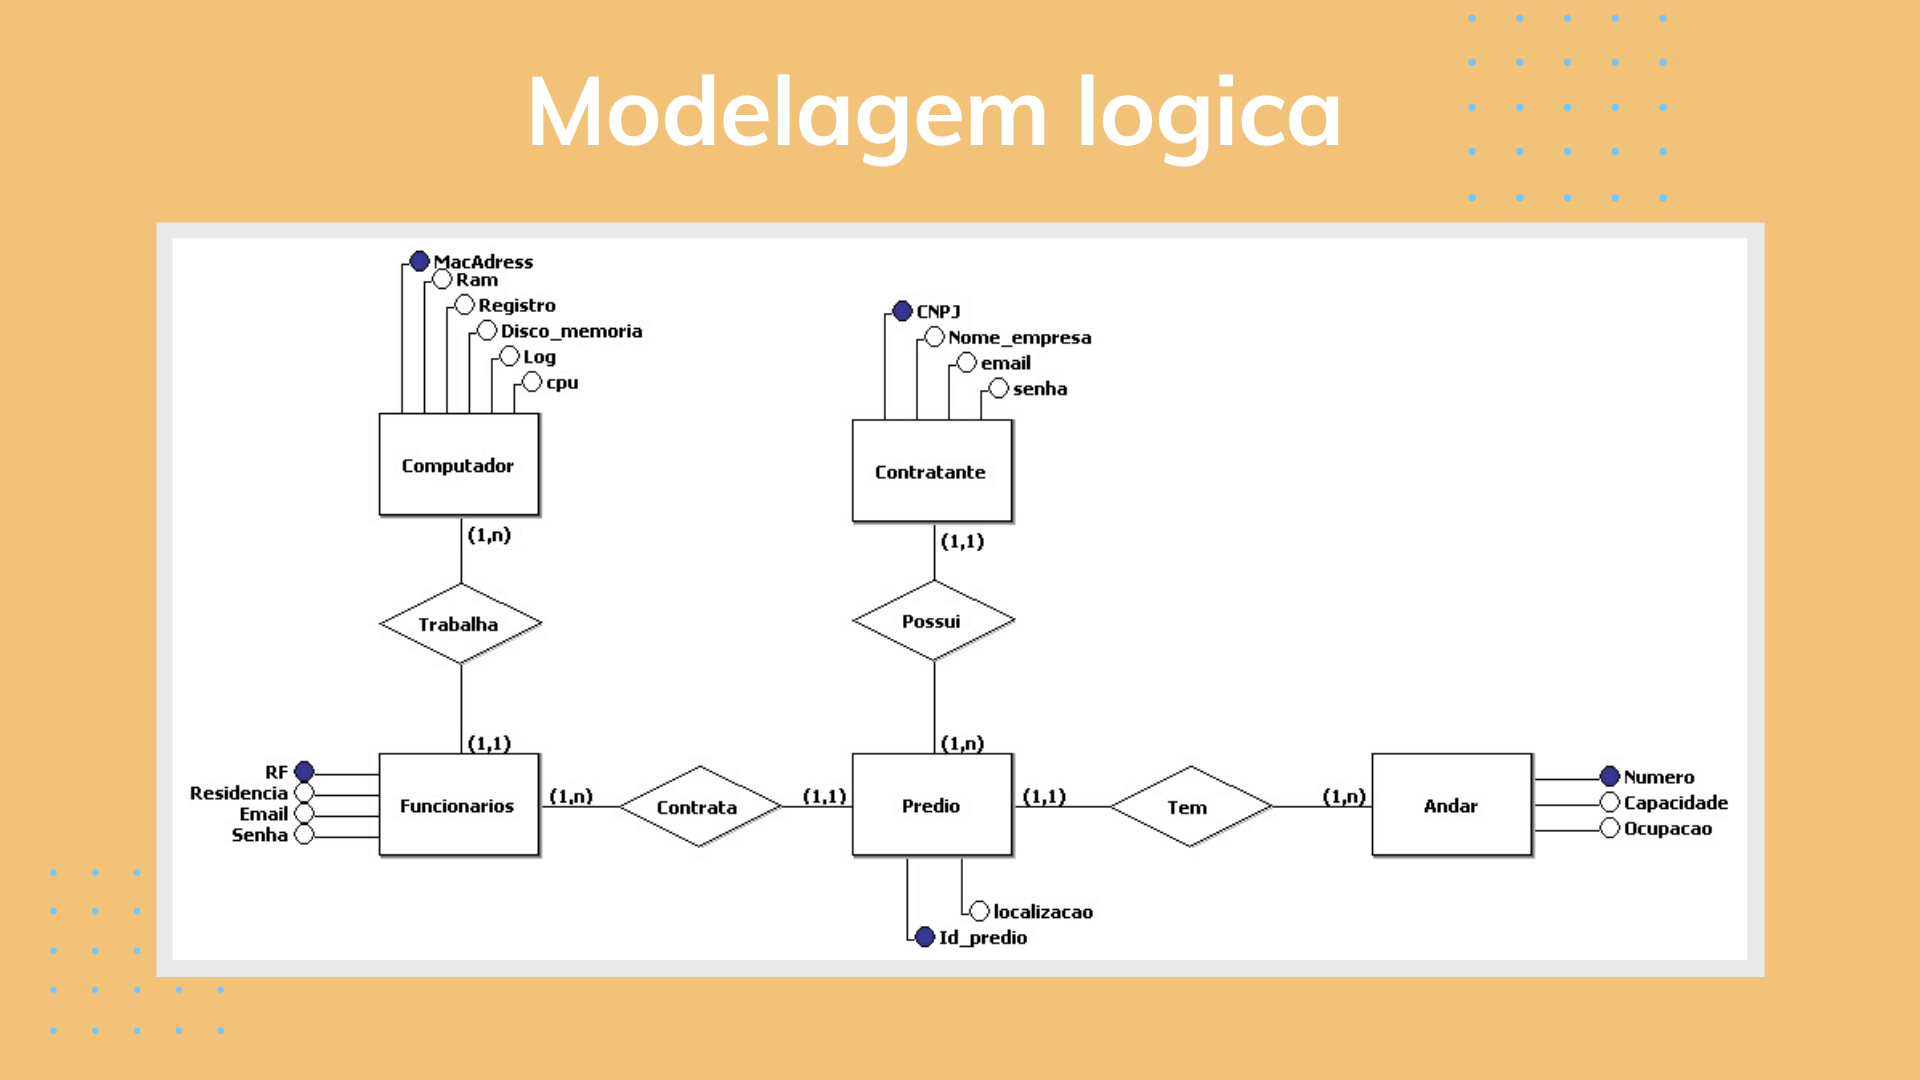 Modelagem logica
MacAdress
Ram
Registro
Disco_memoria
Log
cpu
Computador
(1,n)
Trabalha
(1,1)
CNPJ
Nome_empresa
email
senha
Contratante
(1,1)
Possui
(1,n)
RF
Residencia
Email
Senha
Funcionarios
(1,n)
Contrata
(1,1)
Predio
(1,1)
Tem
(1,n)
Andar
Numero
Capacidade
Ocupacao
localizacao
Id_predio